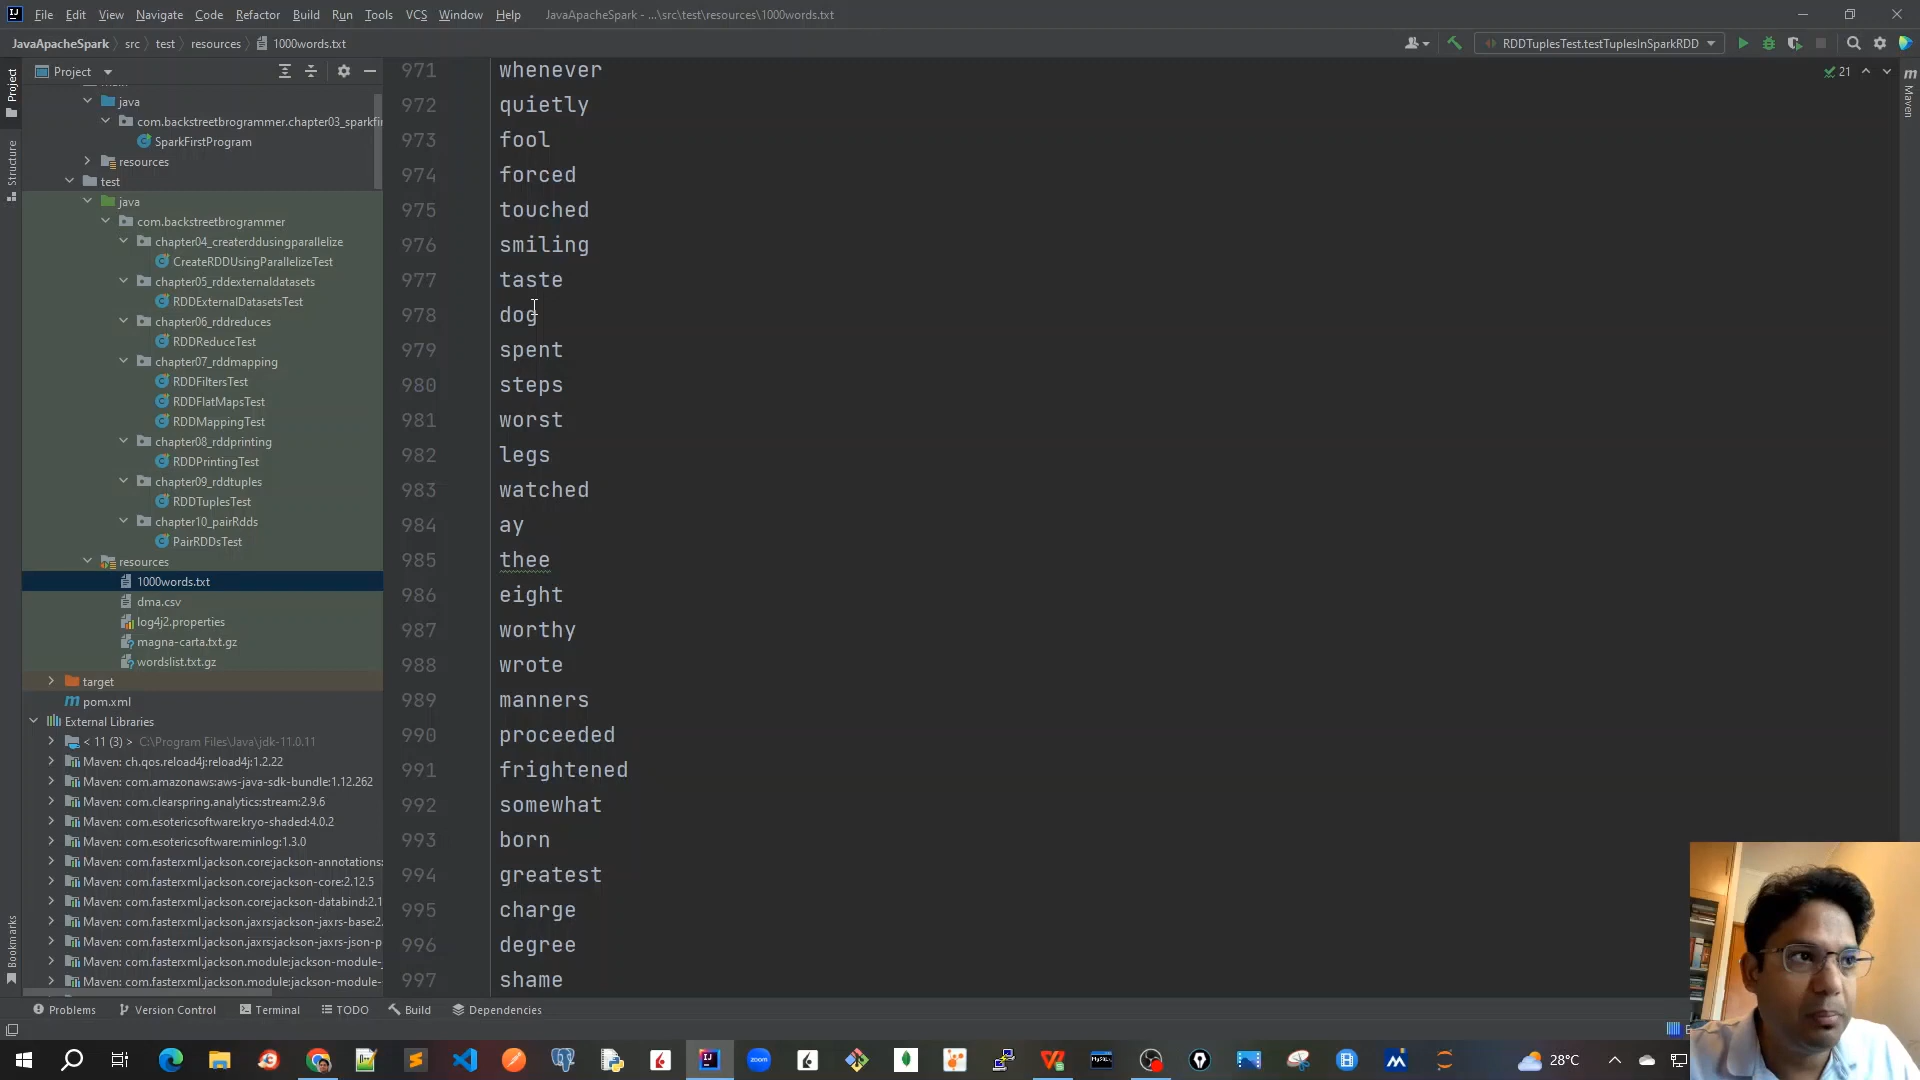 File Edit View Navigate Code Refactor Build Run Tools VCS Window Help JavaApacheSpark - ...\src\test\resources\1000words.txt
JavaApacheSpark src test resources 1000words.txt RDDTuplesTest.testTuplesInSparkRDD
Project
21
java
com.backstreetbrogrammer.chapter03_sparkfir
SparkFirstProgram
resources
test
java
com.backstreetbrogrammer
chapter04_createrddusingparallelize
CreateRDDUsingParallelizeTest
chapter05_rddexternaldatasets
RDDExternalDatasetsTest
chapter06_rddreduces
RDDReduceTest
chapter07_rddmapping
RDDFiltersTest
RDDFlatMapsTest
RDDMappingTest
chapter08_rddprinting
RDDPrintingTest
chapter09_rddtuples
RDDTuplesTest
chapter10_pairRdds
PairRDDsTest
resources
1000words.txt
dma.csv
log4j2.properties
magna-carta.txt.gz
wordslist.txt.gz
target
pom.xml
External Libraries
< 11 (3) > C:\Program Files\Java\jdk-11.0.11
Maven: ch.qos.reload4j:reload4j:1.2.22
Maven: com.amazonaws:aws-java-sdk-bundle:1.12.262
Maven: com.clearspring.analytics:stream:2.9.6
Maven: com.esotericsoftware:kryo-shaded:4.0.2
Maven: com.esotericsoftware:minlog:1.3.0
Maven: com.fasterxml.jackson.core:jackson-annotations:
Maven: com.fasterxml.jackson.core:jackson-core:2.12.5
Maven: com.fasterxml.jackson.core:jackson-databind:2.1
Maven: com.fasterxml.jackson.jaxrs:jackson-jaxrs-base:2.
Maven: com.fasterxml.jackson.jaxrs:jackson-jaxrs-json-p
Maven: com.fasterxml.jackson.module:jackson-module-
Maven: com.fasterxml.jackson.module:jackson-module-
971 whenever
972 quietly
973 fool
974 forced
975 touched
976 smiling
977 taste
978 dog
979 spent
980 steps
981 worst
982 legs
983 watched
984 ay
985 thee
986 eight
987 worthy
988 wrote
989 manners
990 proceeded
991 frightened
992 somewhat
993 born
994 greatest
995 charge
996 degree
997 shame
Project
Structure
Bookmarks
Maven
Problems Version Control Terminal TODO Build Dependencies
28°C